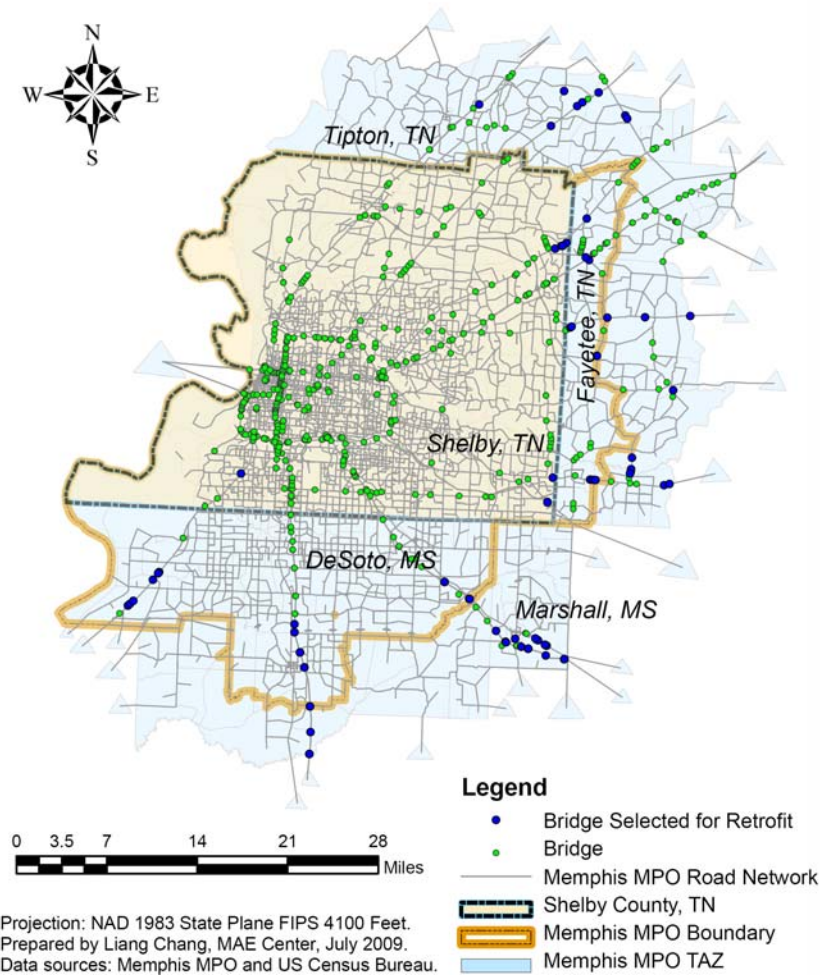 N
W E
S
Tipton, TN
Fayetee, TN
Shelby, TN
DeSoto, MS
Marshall, MS
Legend
Bridge Selected for Retrofit
Bridge
Memphis MPO Road Network
Shelby County, TN
Memphis MPO Boundary
Memphis MPO TAZ
0 3.5 7 14 21 28
Miles
Projection: NAD 1983 State Plane FIPS 4100 Feet.
Prepared by Liang Chang, MAE Center, July 2009.
Data sources: Memphis MPO and US Census Bureau.